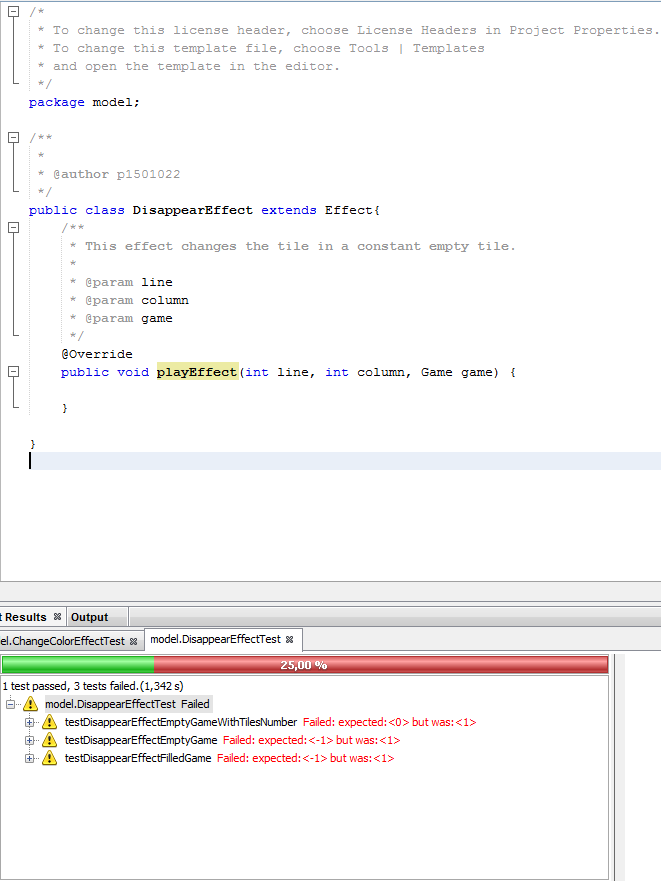 /*
 * To change this license header, choose License Headers in Project Properties.
 * To change this template file, choose Tools | Templates
 * and open the template in the editor.
 */
package model;
/**
 *
 * @author p1501022
 */
public class DisappearEffect extends Effect{
    /**
     * This effect changes the tile in a constant empty tile.
     *
     * @param line
     * @param column
     * @param game
     */
    @Override
    public void playEffect(int line, int column, Game game) {
    }
}
t Results Output
el.ChangeColorEffectTest model.DisappearEffectTest
25,00 %
1 test passed, 3 tests failed.(1,342 s)
model.DisappearEffectTest Failed
testDisappearEffectEmptyGameWithTilesNumber Failed: expected:<0> but was:<1>
testDisappearEffectEmptyGame Failed: expected:<-1> but was:<1>
testDisappearEffectFilledGame Failed: expected:<-1> but was:<1>